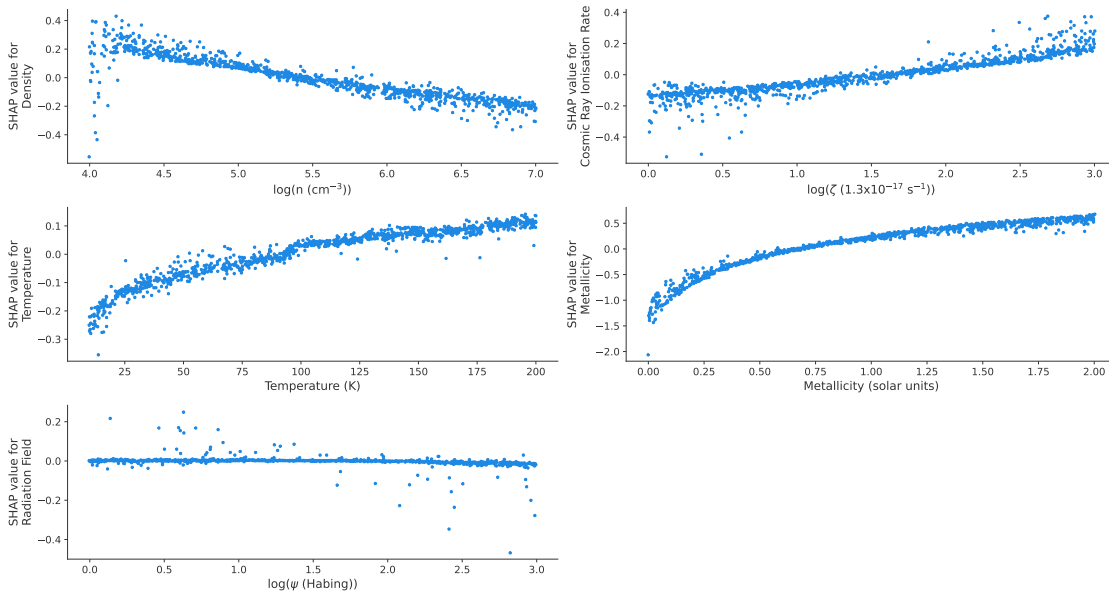 SHAP value for
Density
0.4
0.2
0.0
−0.2
−0.4
4.0 4.5 5.0 5.5 6.0 6.5 7.0
log(n (cm⁻³))
SHAP value for
Cosmic Ray Ionisation Rate
0.4
0.2
0.0
−0.2
−0.4
0.0 0.5 1.0 1.5 2.0 2.5 3.0
log(ζ (1.3x10⁻¹⁷ s⁻¹))
SHAP value for
Temperature
0.1
0.0
−0.1
−0.2
−0.3
25 50 75 100 125 150 175 200
Temperature (K)
SHAP value for
Metallicity
0.5
0.0
−0.5
−1.0
−1.5
−2.0
0.00 0.25 0.50 0.75 1.00 1.25 1.50 1.75 2.00
Metallicity (solar units)
SHAP value for
Radiation Field
0.2
0.0
−0.2
−0.4
0.0 0.5 1.0 1.5 2.0 2.5 3.0
log(ψ (Habing))